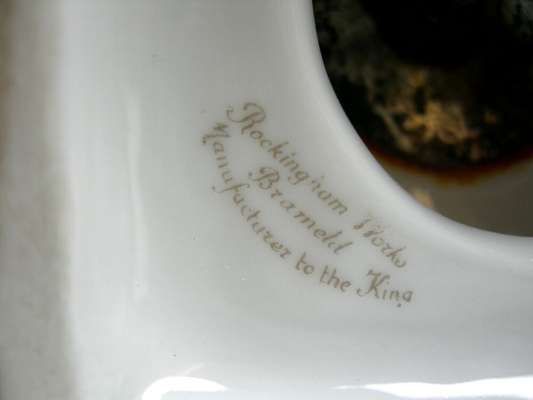 Rockingham Works
Brameld
Manufacturer to the King